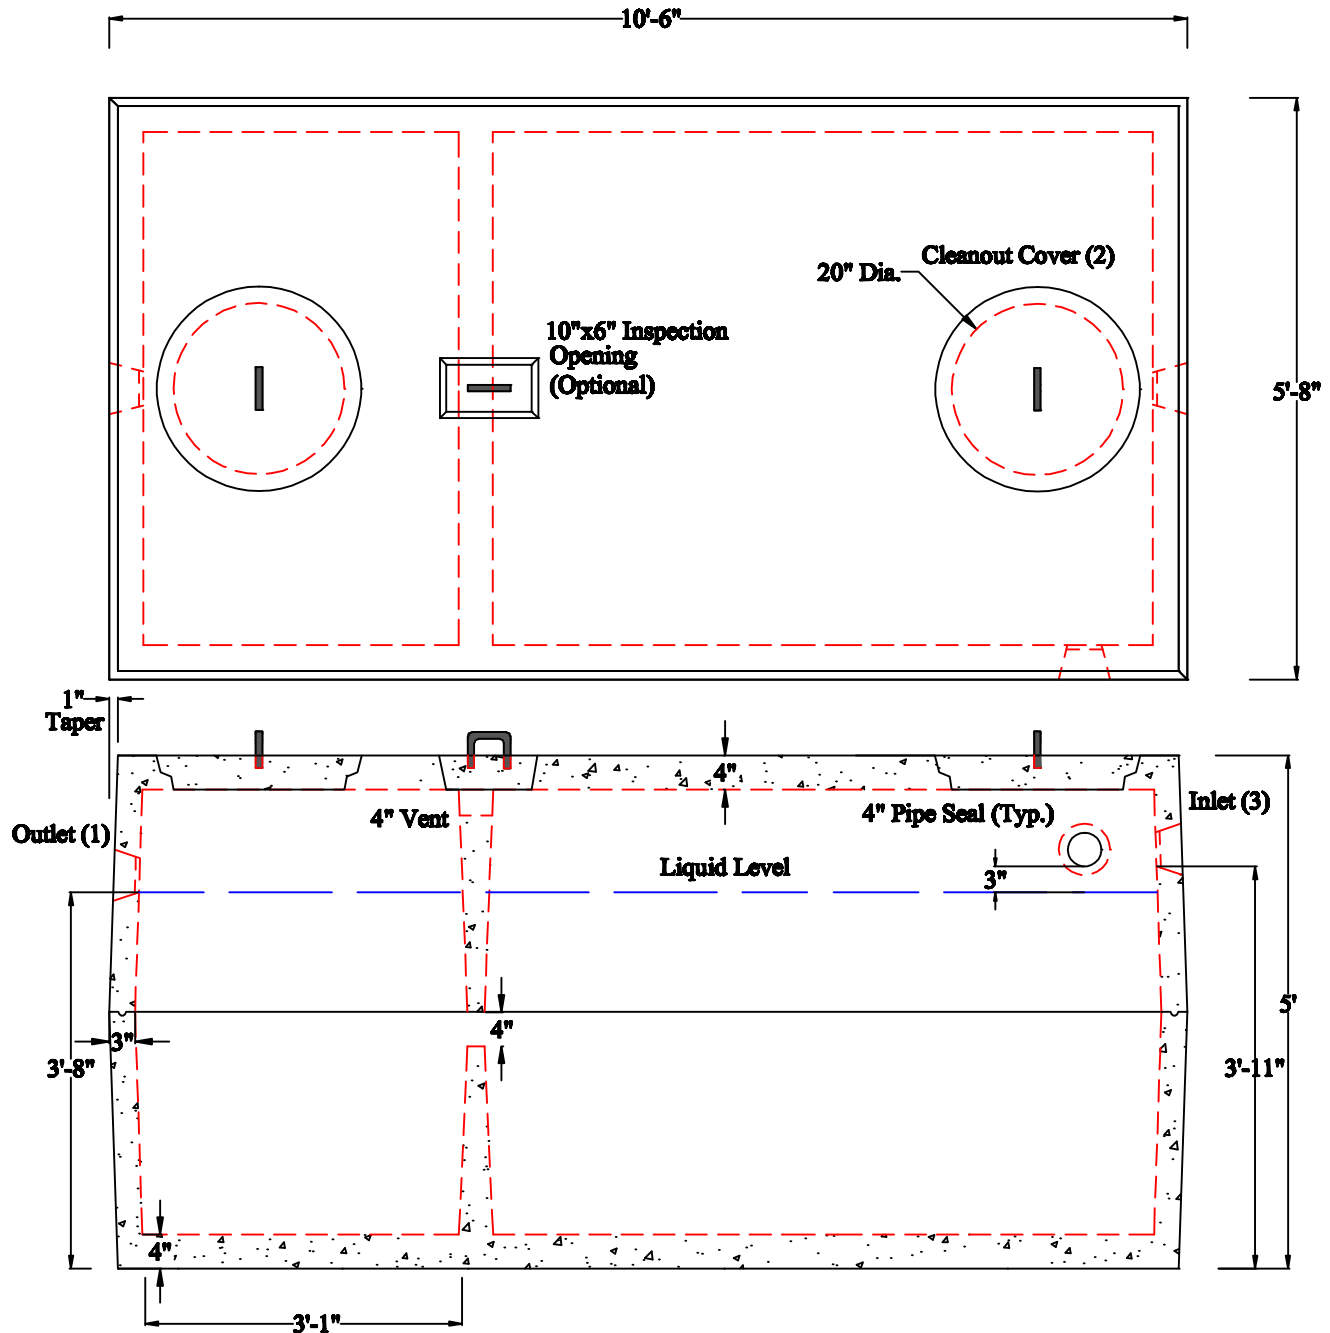 10'-6"
Cleanout Cover (2)
20" Dia.
10"x6" Inspection
Opening
(Optional)
5'-8"
1"
Taper
4"
Inlet (3)
4" Vent
4" Pipe Seal (Typ.)
Outlet (1)
Liquid Level
3"
5'
4"
3"
3'-8"
3'-11"
4"
3'-1"